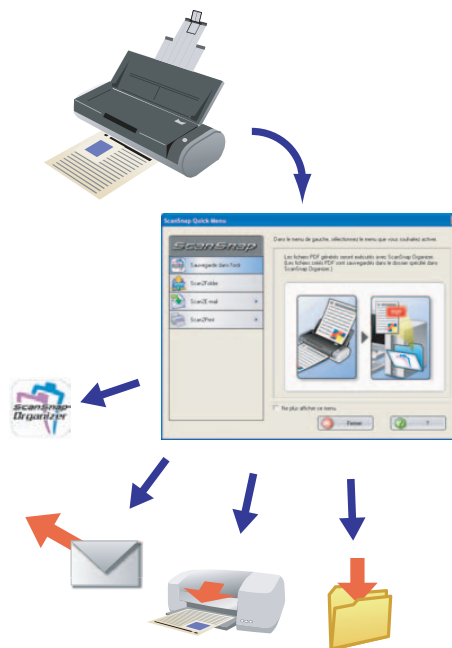 ScanSnap Quick Menu
ScanSnap
Dans le menu de gauche, sélectionnez le menu que vous souhaitez activer.
Sauvegarde dans
Scan2Folder
Scan2E-mail
Scan2Print
Les fichiers PDF générés seront exécutés avec ScanSnap Organizer.
(Les fichiers créés PDF sont sauvegardés dans le dossier spécifié dans
ScanSnap Organizer.)
PDF
Ne plus afficher ce menu.
Fermer
?
ScanSnap
Organizer